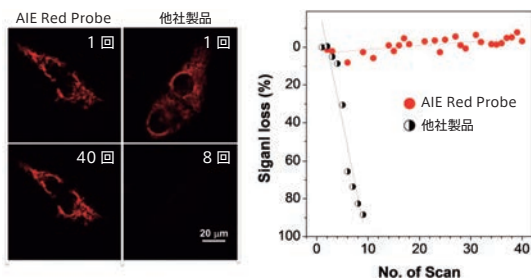 AIE Red Probe 他社製品
1 回 1 回
40 回 8 回
20 μm
Siganl loss (%)
0
20
40
60
80
100
AIE Red Probe
他社製品
0 10 20 30 40
No. of Scan